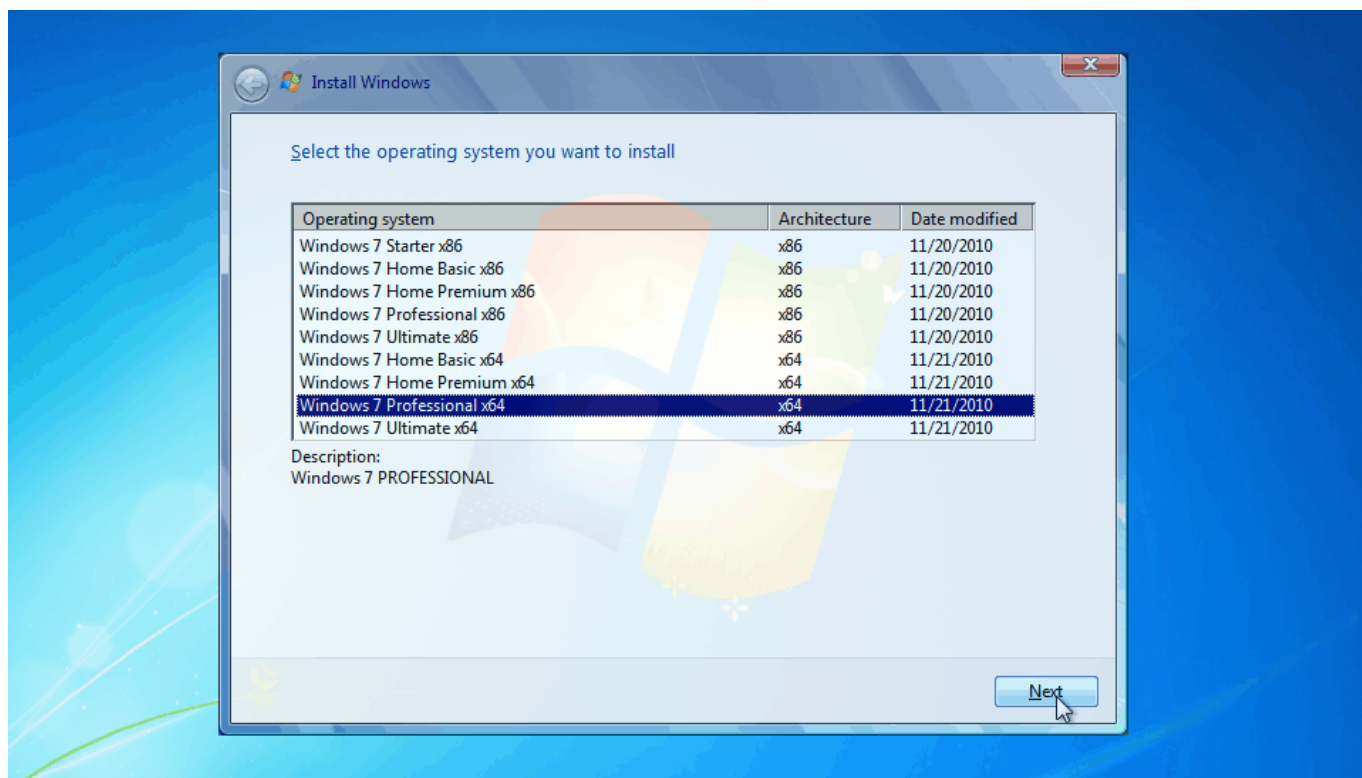 Install Windows
Select the operating system you want to install
Operating system Architecture Date modified
Windows 7 Starter x86 x86 11/20/2010
Windows 7 Home Basic x86 x86 11/20/2010
Windows 7 Home Premium x86 x86 11/20/2010
Windows 7 Professional x86 x86 11/20/2010
Windows 7 Ultimate x86 x86 11/20/2010
Windows 7 Home Basic x64 x64 11/21/2010
Windows 7 Home Premium x64 x64 11/21/2010
Windows 7 Professional x64 x64 11/21/2010
Windows 7 Ultimate x64 x64 11/21/2010
Description:
Windows 7 PROFESSIONAL
Next